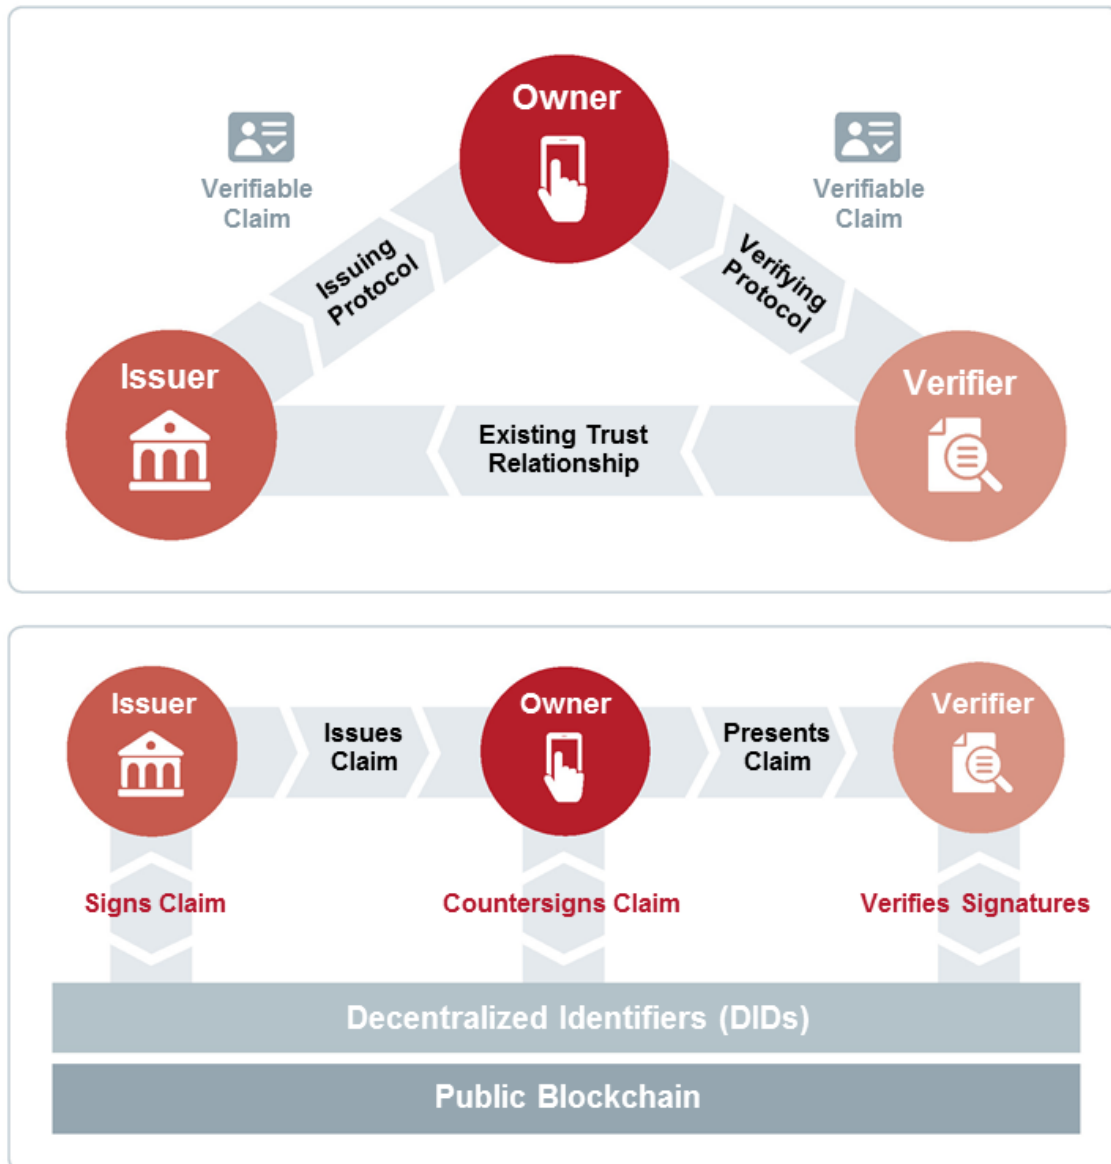 Owner
Verifiable
Claim
Verifiable
Claim
Issuing
Protocol
Verifying
Protocol
Issuer
Verifier
Existing Trust
Relationship
Issuer
Owner
Verifier
Issues
Claim
Presents
Claim
Signs Claim
Countersigns Claim
Verifies Signatures
Decentralized Identifiers (DIDs)
Public Blockchain